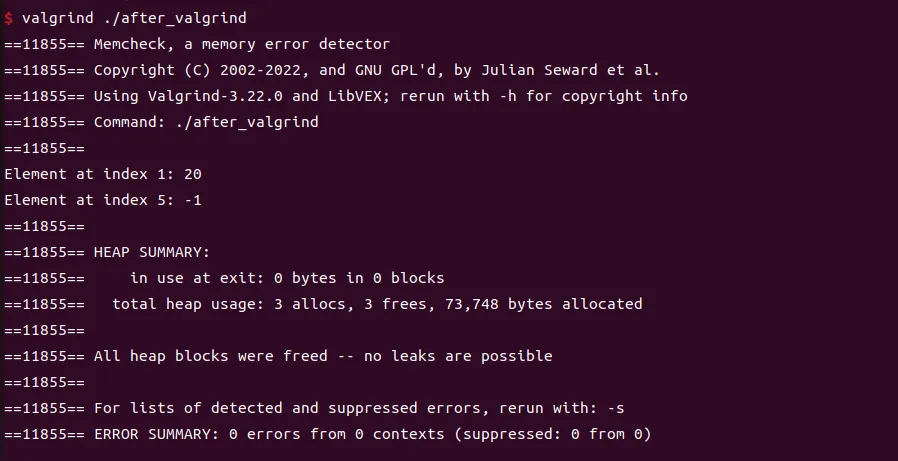 $ valgrind ./after_valgrind
==11855== Memcheck, a memory error detector
==11855== Copyright (C) 2002-2022, and GNU GPL'd, by Julian Seward et al.
==11855== Using Valgrind-3.22.0 and LibVEX; rerun with -h for copyright info
==11855== Command: ./after_valgrind
==11855==
Element at index 1: 20
Element at index 5: -1
==11855==
==11855== HEAP SUMMARY:
==11855==     in use at exit: 0 bytes in 0 blocks
==11855==   total heap usage: 3 allocs, 3 frees, 73,748 bytes allocated
==11855==
==11855== All heap blocks were freed -- no leaks are possible
==11855==
==11855== For lists of detected and suppressed errors, rerun with: -s
==11855== ERROR SUMMARY: 0 errors from 0 contexts (suppressed: 0 from 0)